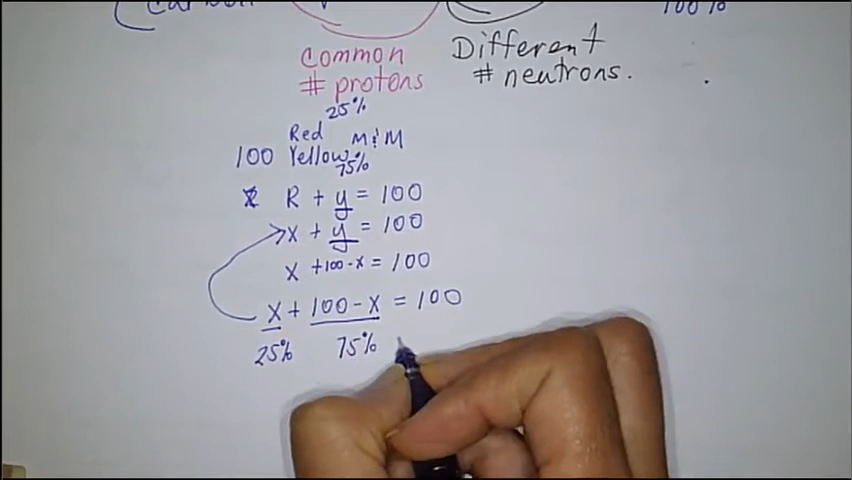 100%
Common
# protons
Different
# neutrons.
25%
Red
M&M
100 Yellow
75%
R + y = 100
x + y = 100
x + 100 - x = 100
x + 100 - x = 100
25% 75%